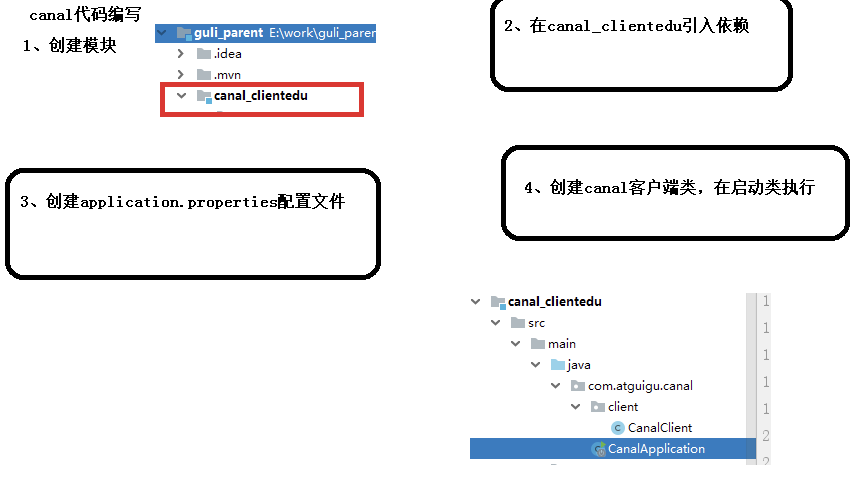 canal代码编写
1、创建模块
guli_parent E:\work\guli_paren
.idea
.mvn
canal_clientedu
2、在canal_clientedu引入依赖
3、创建application.properties配置文件
4、创建canal客户端类，在启动类执行
canal_clientedu
src
main
java
com.atguigu.canal
client
CanalClient
CanalApplication
1
1
1
1
1
2
2